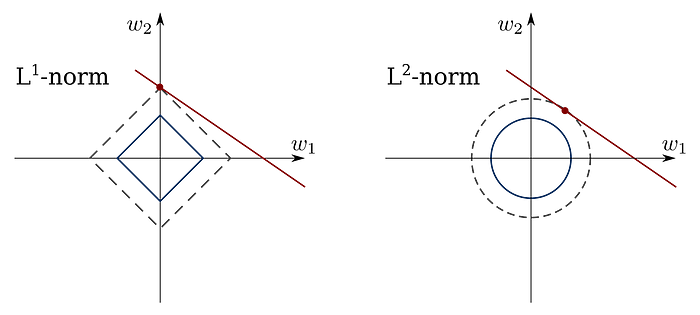 w₂
L¹-norm
w₁
w₂
L²-norm
w₁